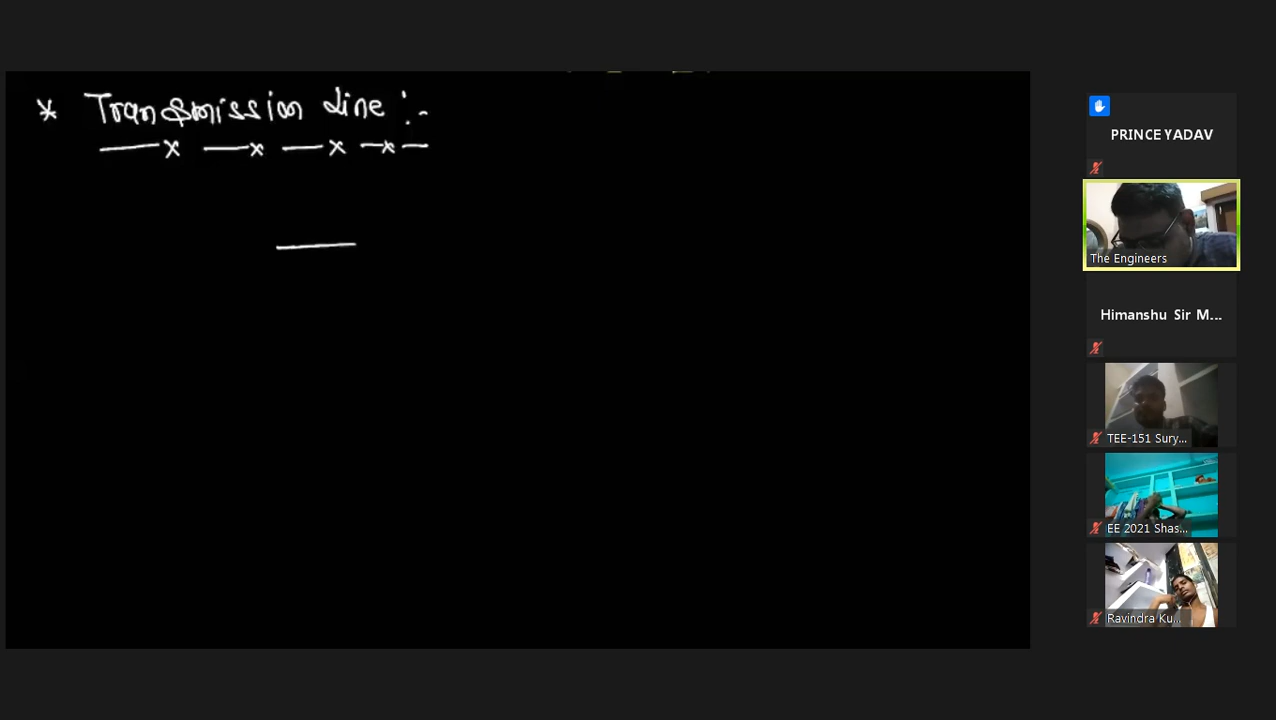 * Transmission Line :-
PRINCE YADAV
The Engineers
Himanshu Sir M...
TEE-151 Sury...
EE 2021 Shas...
Ravindra Ku...